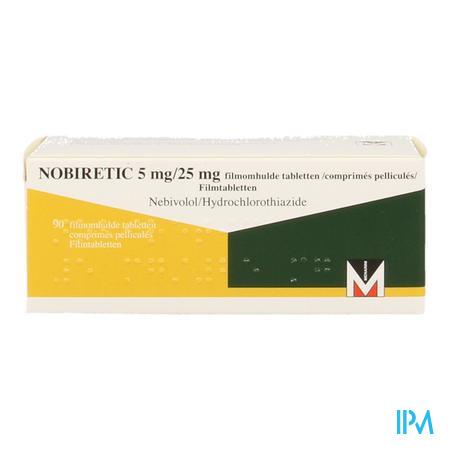 NOBIRETIC 5 mg/25 mg filmomhulde tabletten /comprimés pelliculés/
Filmtabletten
Nebivolol/Hydrochlorothiazide
90 filmomhulde tabletten
comprimés pelliculés
Filmtabletten
M
IPM